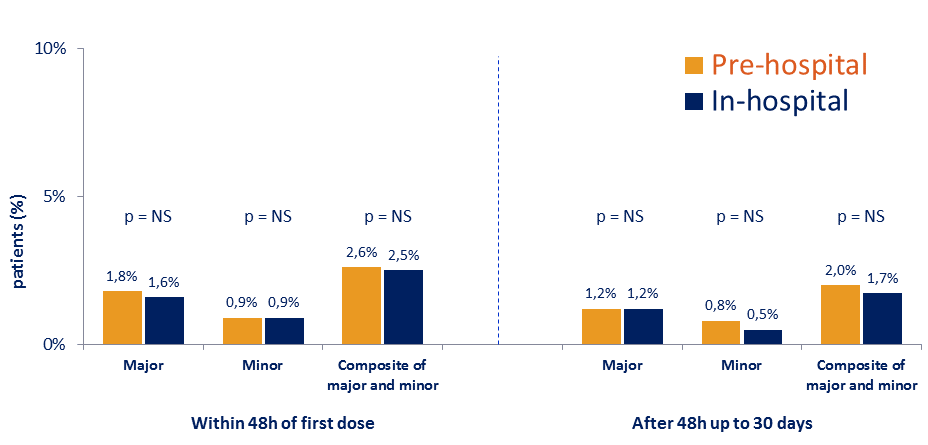 10%
Pre-hospital
In-hospital
5%
patients (%)
p = NS
p = NS
p = NS
p = NS
p = NS
p = NS
1,8%
1,6%
0,9%
0,9%
2,6%
2,5%
1,2%
1,2%
0,8%
0,5%
2,0%
1,7%
0%
Major
Minor
Composite of
major and minor
Major
Minor
Composite of
major and minor
Within 48h of first dose
After 48h up to 30 days